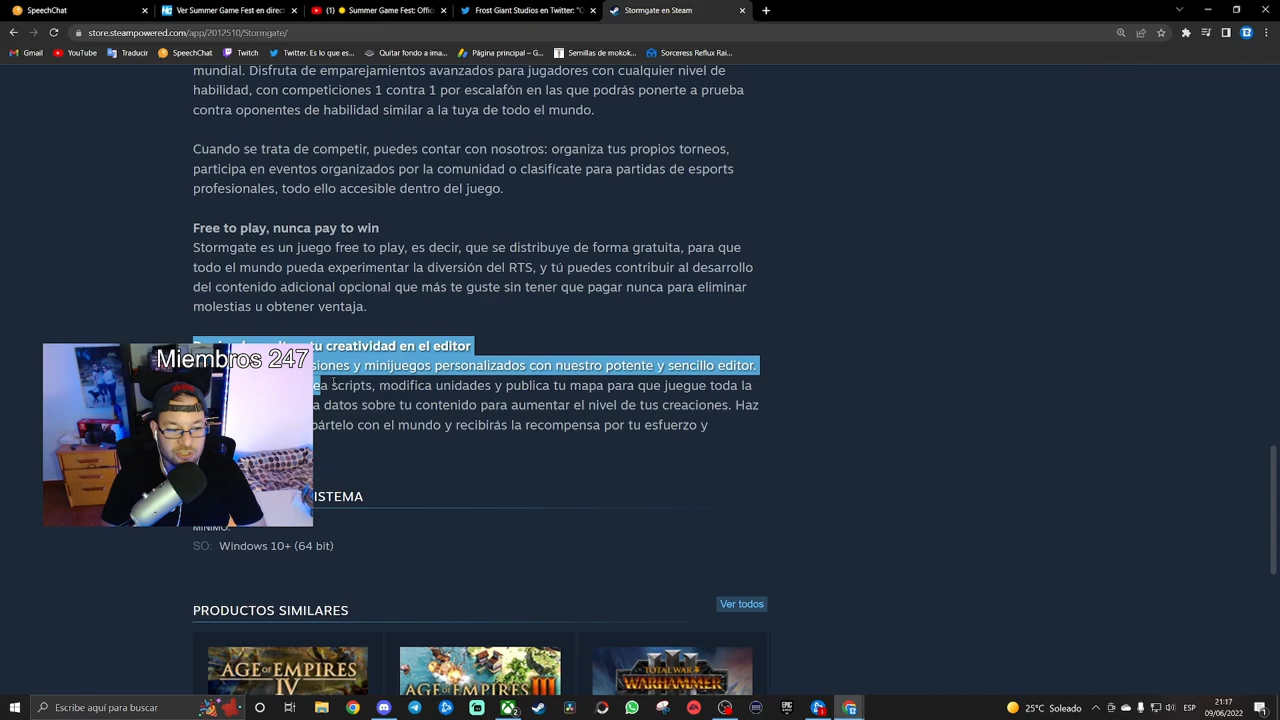 SpeechChat
Ver Summer Game Fest en direct
(1) Summer Game Fest: Offici
Frost Giant Studios en Twitter: "C
Stormgate en Steam
store.steampowered.com/app/2012510/Stormgate/
Gmail
YouTube
Traducir
SpeechChat
Twitch
Twitter. Es lo que es...
Quitar fondo a ima...
Página principal – G...
Semillas de mokok...
Sorceress Reflux Rai...
mundial. Disfruta de emparejamientos avanzados para jugadores con cualquier nivel de
habilidad, con competiciones 1 contra 1 por escalafón en las que podrás ponerte a prueba
contra oponentes de habilidad similar a la tuya de todo el mundo.
Cuando se trata de competir, puedes contar con nosotros: organiza tus propios torneos,
participa en eventos organizados por la comunidad o clasifícate para partidas de esports
profesionales, todo ello accesible dentro del juego.
Free to play, nunca pay to win
Stormgate es un juego free to play, es decir, que se distribuye de forma gratuita, para que
todo el mundo pueda experimentar la diversión del RTS, y tú puedes contribuir al desarrollo
del contenido adicional opcional que más te guste sin tener que pagar nunca para eliminar
molestias u obtener ventaja.
tu creatividad en el editor
Miembros 247
siones y minijuegos personalizados con nuestro potente y sencillo editor.
ea scripts, modifica unidades y publica tu mapa para que juegue toda la
a datos sobre tu contenido para aumentar el nivel de tus creaciones. Haz
pártelo con el mundo y recibirás la recompensa por tu esfuerzo y
ISTEMA
MÍNIMO:
SO: Windows 10+ (64 bit)
PRODUCTOS SIMILARES
Ver todos
AGE OF EMPIRES
IV
AGE OF EMPIRES III
TOTAL WAR
WARHAMMER
III
Escribe aquí para buscar
25°C Soleado
ESP
21:17
09/06/2022